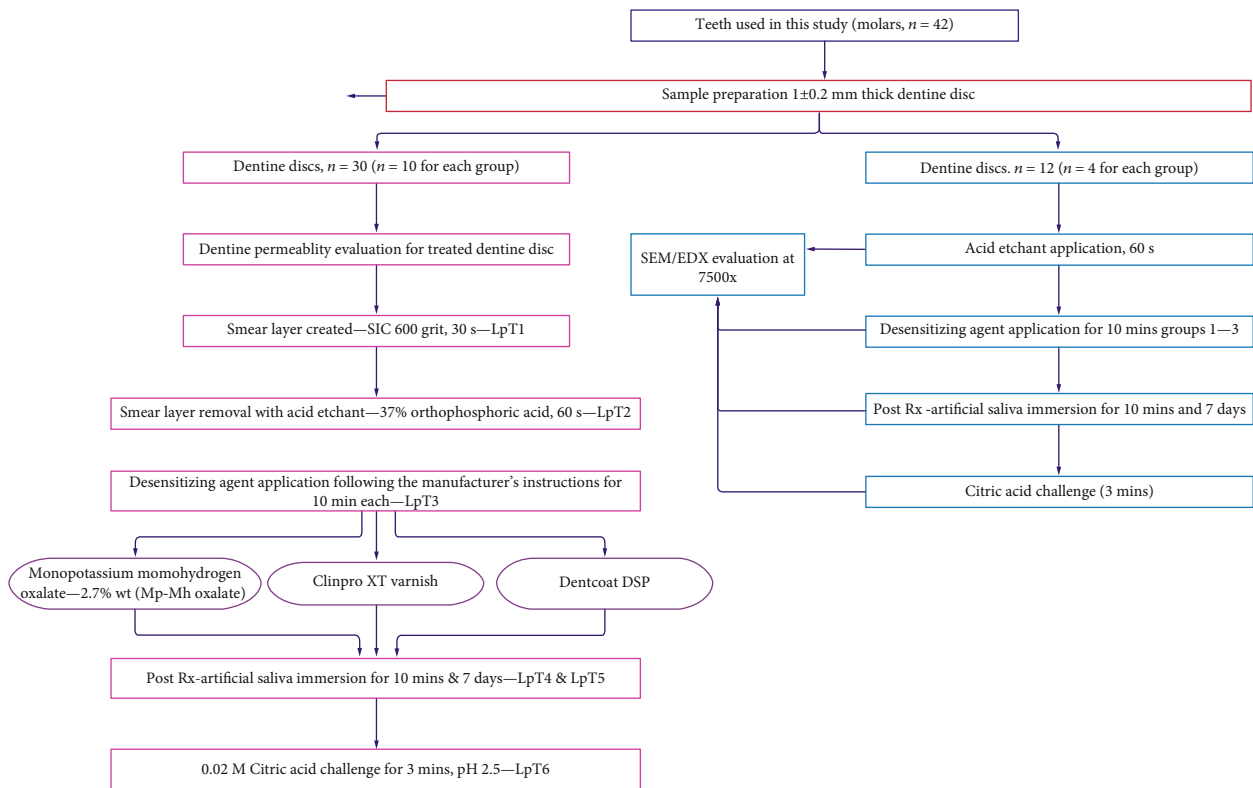 Teeth used in this study (molars, n = 42)
Sample preparation 1±0.2 mm thick dentine disc
Dentine discs, n = 30 (n = 10 for each group)
Dentine permeablity evaluation for treated dentine disc
Smear layer created—SIC 600 grit, 30 s—LpT1
Smear layer removal with acid etchant—37% orthophosphoric acid, 60 s—LpT2
Desensitizing agent application following the manufacturer's instructions for
10 min each—LpT3
Monopotassium momohydrogen
oxalate—2.7% wt (Mp-Mh oxalate)
Clinpro XT varnish
Dentcoat DSP
Post Rx-artificial saliva immersion for 10 mins & 7 days—LpT4 & LpT5
0.02 M Citric acid challenge for 3 mins, pH 2.5—LpT6
Dentine discs. n = 12 (n = 4 for each group)
Acid etchant application, 60 s
SEM/EDX evaluation at
7500x
Desensitizing agent application for 10 mins groups 1—3
Post Rx -artificial saliva immersion for 10 mins and 7 days
Citric acid challenge (3 mins)